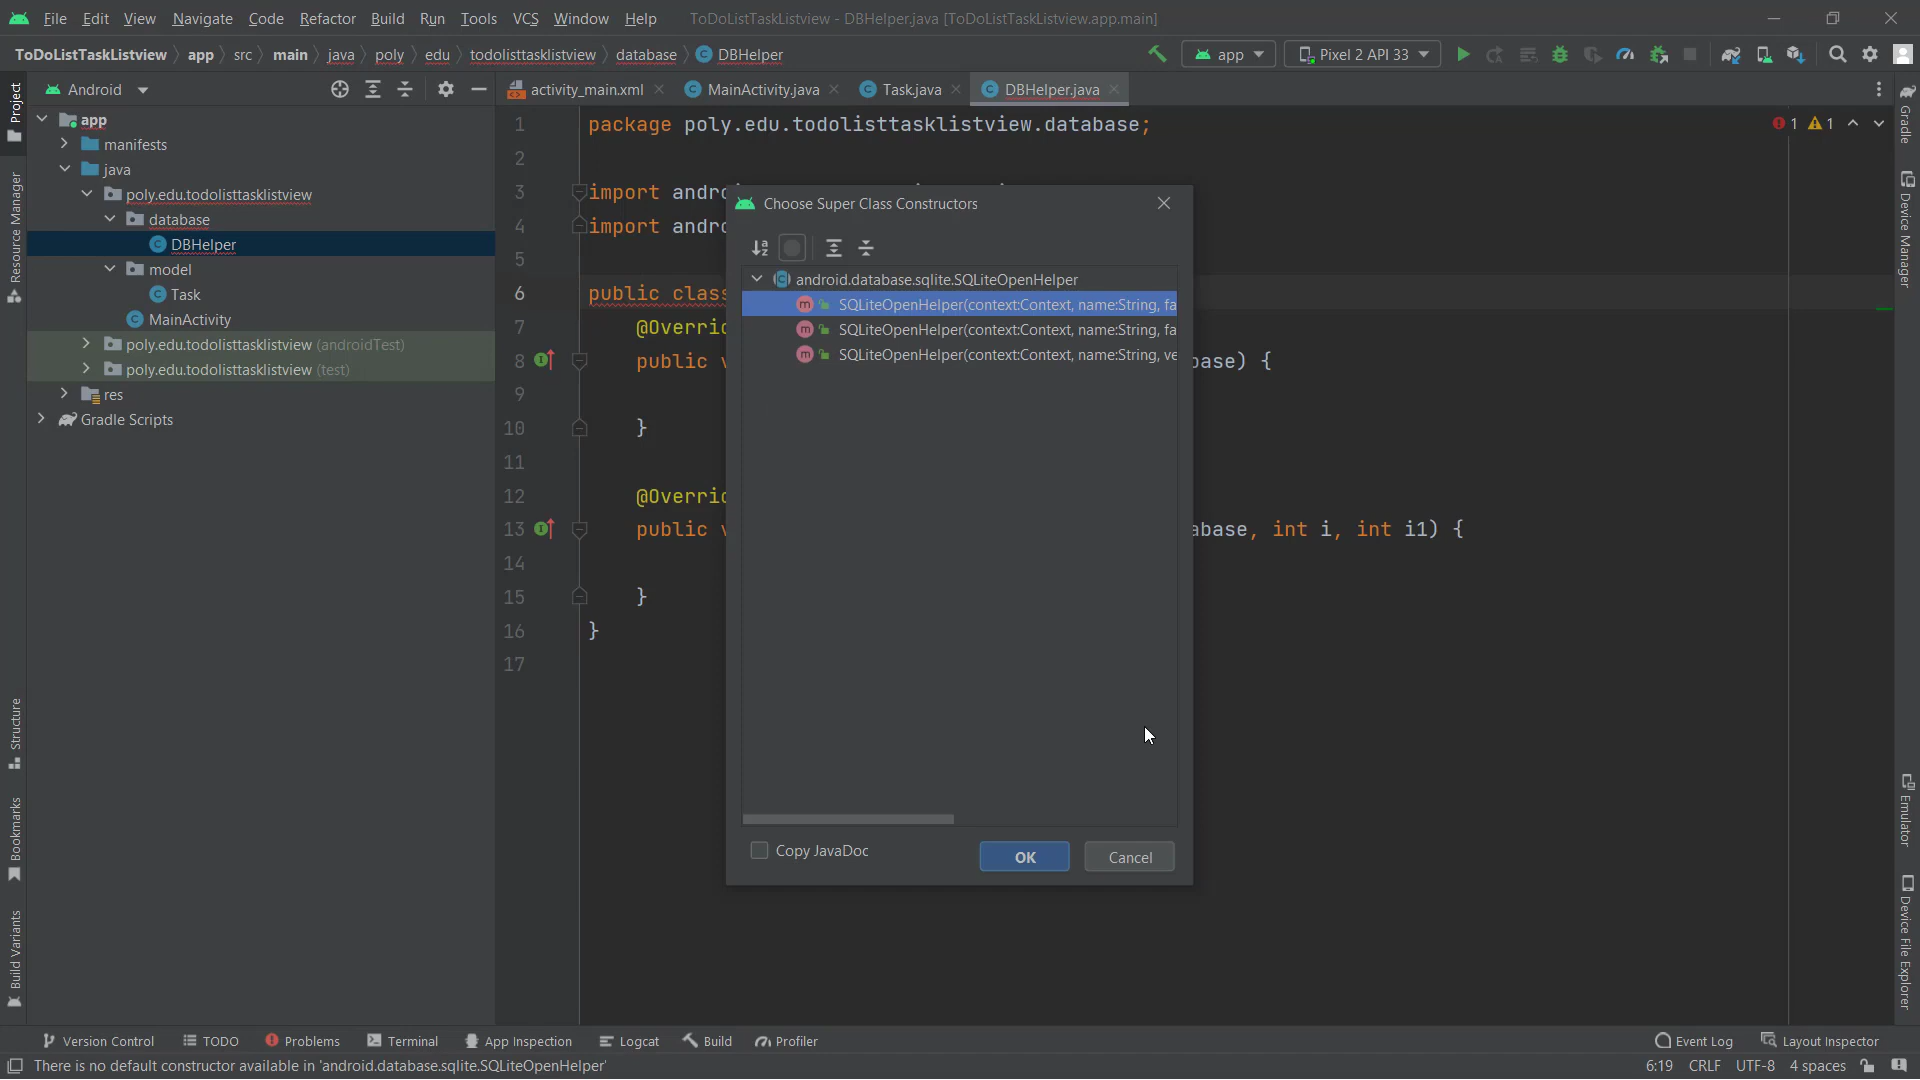 File Edit View Navigate Code Refactor Build Run Tools VCS Window Help ToDoListTaskListview - DBHelper.java [ToDoListTaskListview.app.main]
ToDoListTaskListview app src main java poly edu todolisttasklistview database DBHelper app Pixel 2 API 33
Project
Resource Manager
Structure
Bookmarks
Build Variants
Android
app
manifests
java
poly.edu.todolisttasklistview
database
DBHelper
model
Task
MainActivity
poly.edu.todolisttasklistview (androidTest)
poly.edu.todolisttasklistview (test)
res
Gradle Scripts
activity_main.xml MainActivity.java Task.java DBHelper.java
1 package poly.edu.todolisttasklistview.database; 1 1
2
3 import andro
4 import andro
5
6 public class
7 @Overrid
8 public v base) {
9
10 }
11
12 @Overrid
13 public v abase, int i, int i1) {
14
15 }
16 }
17
Choose Super Class Constructors
android.database.sqlite.SQLiteOpenHelper
SQLiteOpenHelper(context:Context, name:String, fa
SQLiteOpenHelper(context:Context, name:String, fa
SQLiteOpenHelper(context:Context, name:String, ve
Copy JavaDoc OK Cancel
Gradle
Device Manager
Emulator
Device File Explorer
Version Control TODO Problems Terminal App Inspection Logcat Build Profiler Event Log Layout Inspector
There is no default constructor available in 'android.database.sqlite.SQLiteOpenHelper' 6:19 CRLF UTF-8 4 spaces